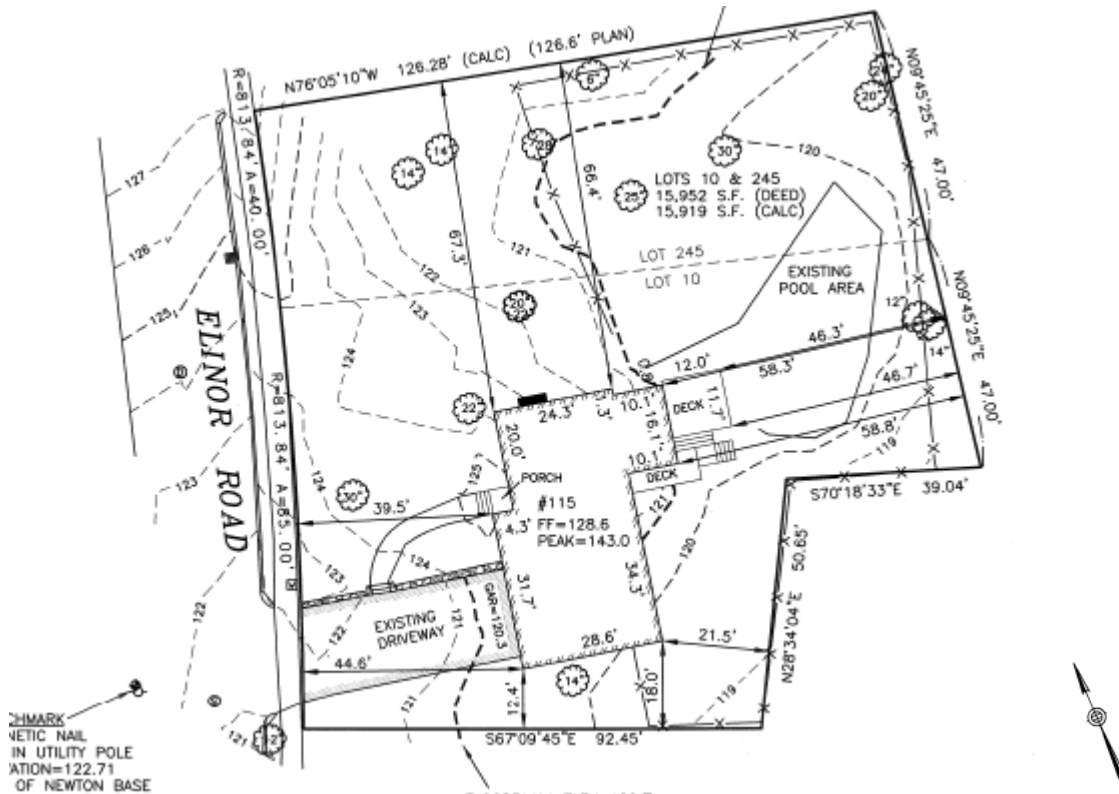 N76°05'10"W 126.28' (CALC) (126.6' PLAN)
R=813.84' A=40.00'
N09°45'25"E 47.00'
127
126
125
124
123
122
121
120
6"
14"
14"
30"
20"
25"
LOTS 10 & 245
15,952 S.F. (DEED)
15,919 S.F. (CALC)
67.3'
66.4'
LOT 245
LOT 10
EXISTING
POOL AREA
20"
22"
12"
14"
N09°45'25"E 47.00'
46.3'
12.0'
58.3'
11.7'
46.7'
58.8'
DECK
24.3'
10.1'
16.1'
20.0'
10.1'
DECK
PORCH
#115
FF=128.6
PEAK=143.0
ELINOR ROAD
R=813.84' A=85.00'
30"
39.5'
4.3'
125
124
123
122
121
120
119
S70°18'33"E 39.04'
N28°34'04"E 50.65'
31.7'
34.3'
GAR=120.3
EXISTING
DRIVEWAY
44.6'
28.6'
21.5'
12.4'
18.0'
14"
119
121
S67°09'45"E 92.45'
CHMARK
NETIC NAIL
IN UTILITY POLE
ATION=122.71
OF NEWTON BASE